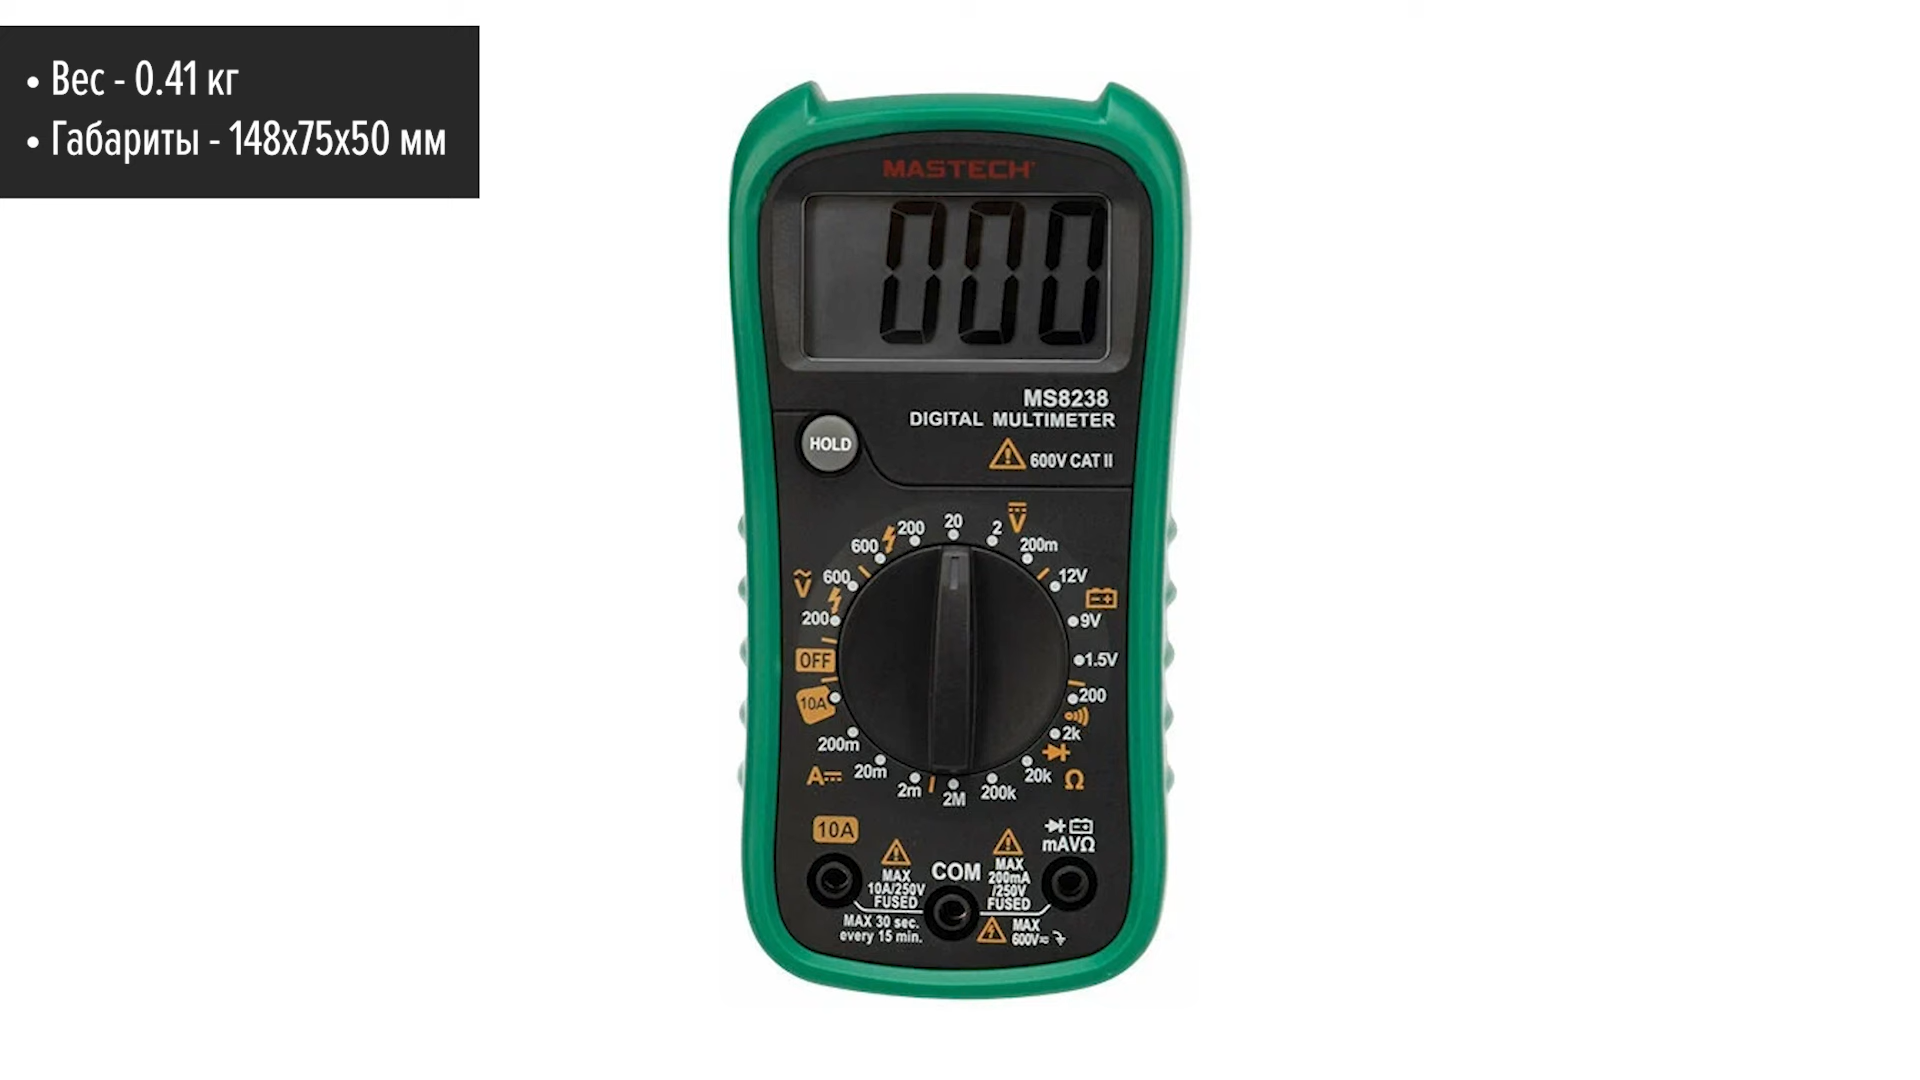 • Вес - 0.41 кг
• Габариты - 148x75x50 мм
MASTECH
000
MS8238
DIGITAL MULTIMETER
HOLD
600V CAT II
200 20 2 V
600 200m
V 600 12V
200 9V
OFF 1.5V
10A 200
200m 2k
A 20m 20k Ω
2m 2M 200k
10A
mAVΩ
COM
MAX
10A/250V
FUSED
MAX
200mA
/250V
FUSED
MAX 30 sec.
every 15 min.
MAX
600V